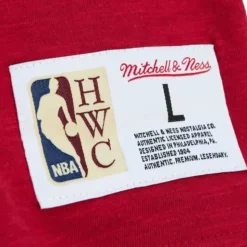 Mitchell & Ness
H
W
C
NBA
L
MITCHELL & NESS NOSTALGIA CO.
AUTHENTIC LICENSED APPAREL
DESIGNED IN PHILADELPHIA, PA
ESTABLISHED 1904
AUTHENTIC. PREMIUM. LEGENDARY.